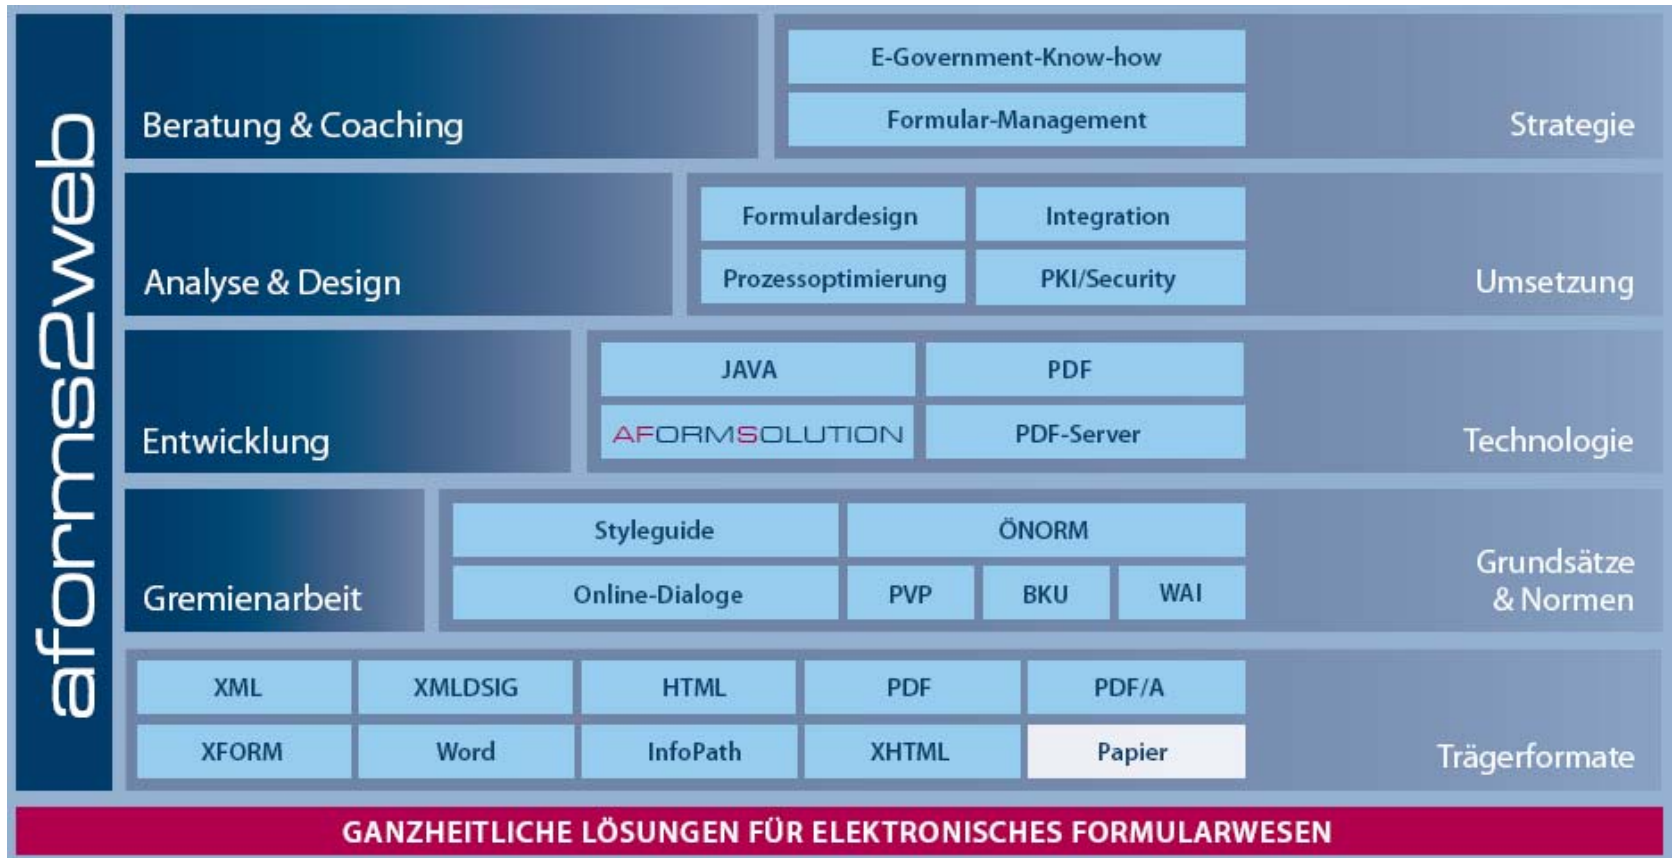 aforms2web
Beratung & Coaching
E-Government-Know-how
Formular-Management
Strategie
Analyse & Design
Formulardesign
Integration
Prozessoptimierung
PKI/Security
Umsetzung
Entwicklung
JAVA
PDF
AFORMSOLUTION
PDF-Server
Technologie
Gremienarbeit
Styleguide
ÖNORM
Online-Dialoge
PVP
BKU
WAI
Grundsätze
& Normen
XML
XMLDSIG
HTML
PDF
PDF/A
XFORM
Word
InfoPath
XHTML
Papier
Trägerformate
GANZHEITLICHE LÖSUNGEN FÜR ELEKTRONISCHES FORMULARWESEN